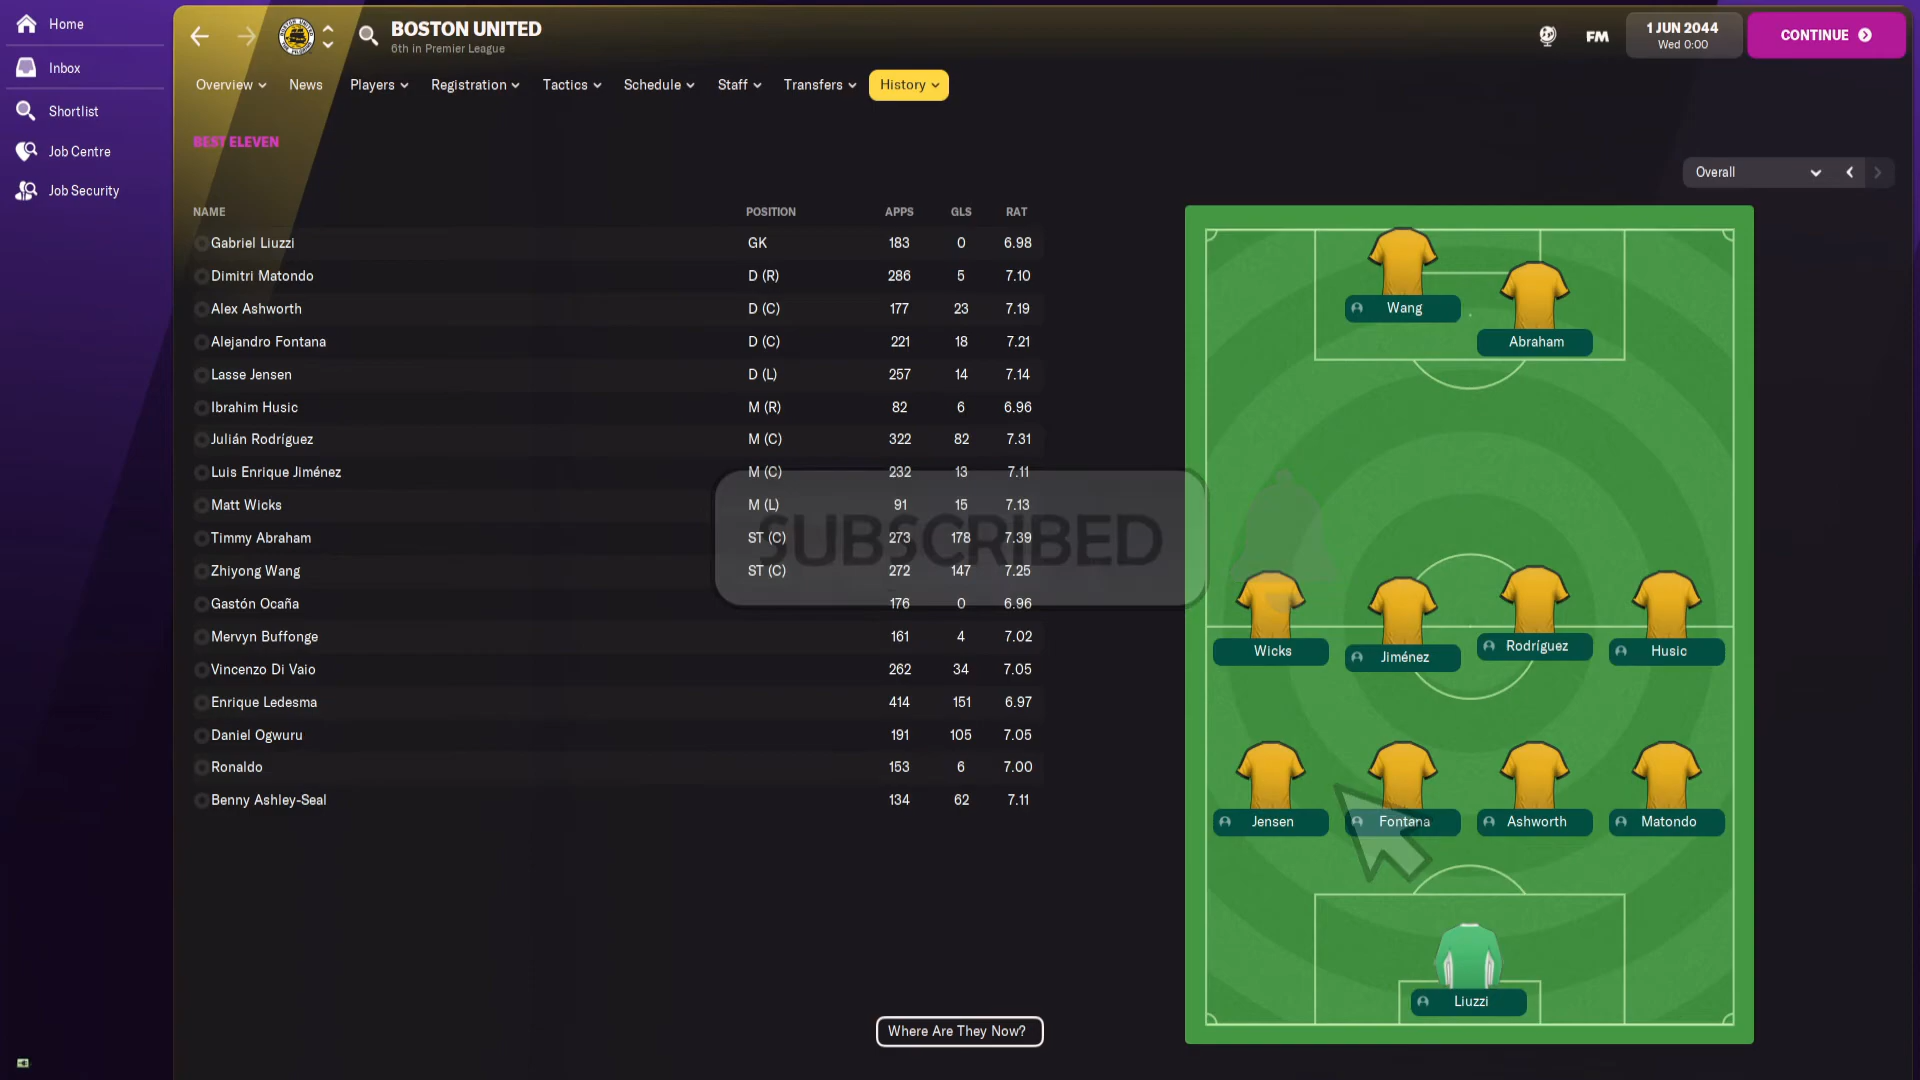 Home
Inbox
Shortlist
Job Centre
Job Security
BOSTON UNITED
6th in Premier League
FM
1 JUN 2044
Wed 0:00
CONTINUE
Overview
News
Players
Registration
Tactics
Schedule
Staff
Transfers
History
BEST ELEVEN
Overall
NAME POSITION APPS GLS RAT
Gabriel Liuzzi GK 183 0 6.98
Dimitri Matondo D (R) 286 5 7.10
Alex Ashworth D (C) 177 23 7.19
Alejandro Fontana D (C) 221 18 7.21
Lasse Jensen D (L) 257 14 7.14
Ibrahim Husic M (R) 82 6 6.96
Julián Rodríguez M (C) 322 82 7.31
Luis Enrique Jiménez M (C) 232 13 7.11
Matt Wicks M (L) 91 15 7.13
Timmy Abraham ST (C) 273 178 7.39
Zhiyong Wang ST (C) 272 147 7.25
Gastón Ocaña 176 0 6.96
Mervyn Buffonge 161 4 7.02
Vincenzo Di Vaio 262 34 7.05
Enrique Ledesma 414 151 6.97
Daniel Ogwuru 191 105 7.05
Ronaldo 153 6 7.00
Benny Ashley-Seal 134 62 7.11
SUBSCRIBED
Where Are They Now?
Wang
Abraham
Wicks
Jiménez
Rodríguez
Husic
Jensen
Fontana
Ashworth
Matondo
Liuzzi